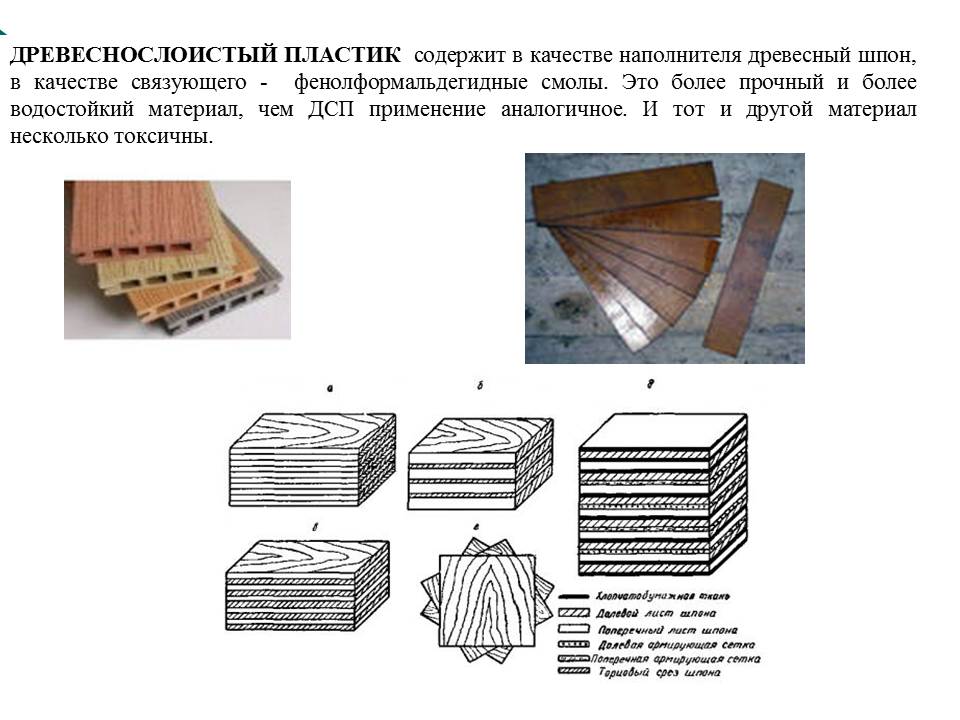 ДРЕВЕСНОСЛОИСТЫЙ ПЛАСТИК содержит в качестве наполнителя древесный шпон,
в качестве связующего - фенолформальдегидные смолы. Это более прочный и более
водостойкий материал, чем ДСП применение аналогичное. И тот и другой материал
несколько токсичны.
а б д
в г
Хлопчатобумажная ткань
Долевой лист шпона
Поперечный лист шпона
Долевая армирующая сетка
Поперечная армирующая сетка
Торцовый срез шпона